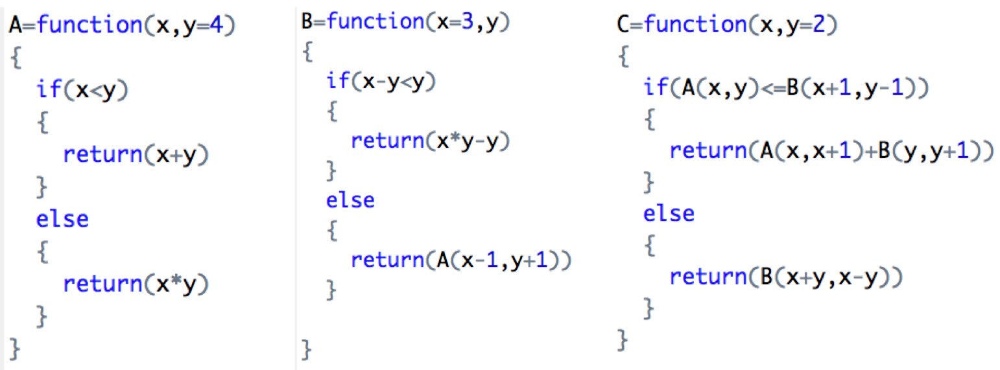 A=function(x,y=4)
{
  if(x<y)
  {
    return(x+y)
  }
  else
  {
    return(x*y)
  }
}
B=function(x=3,y)
{
  if(x-y<y)
  {
    return(x*y-y)
  }
  else
  {
    return(A(x-1,y+1))
  }
}
C=function(x,y=2)
{
  if(A(x,y)<=B(x+1,y-1))
  {
    return(A(x,x+1)+B(y,y+1))
  }
  else
  {
    return(B(x+y,x-y))
  }
}